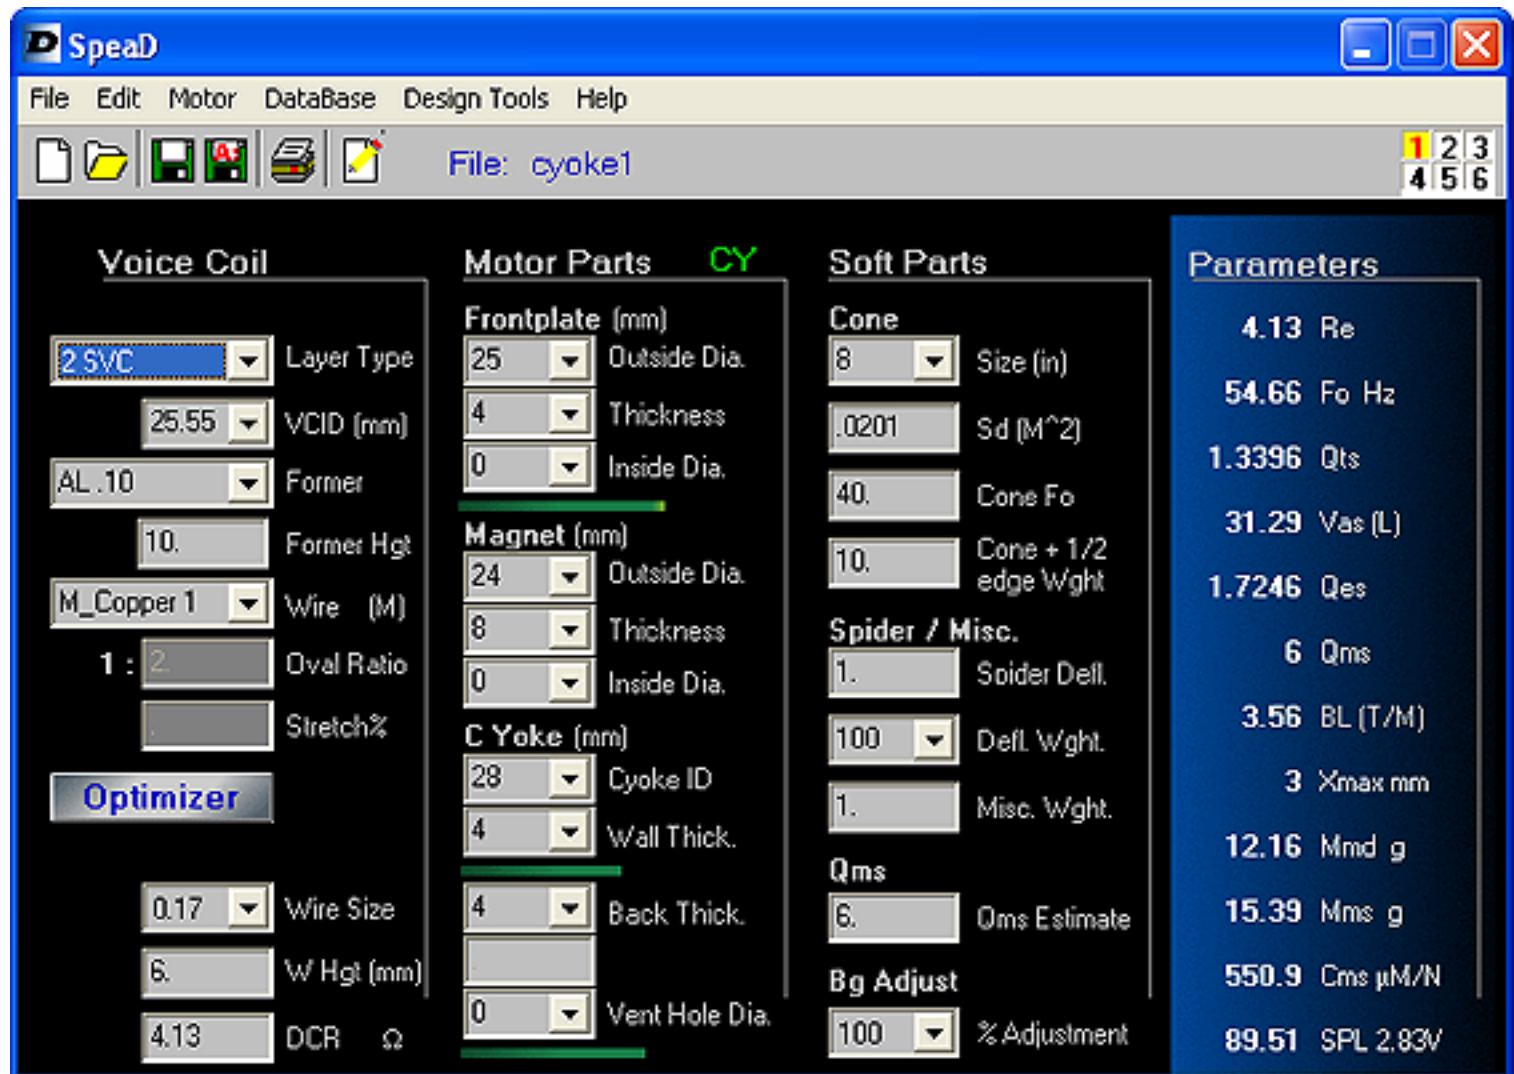 SpeaD
File Edit Motor DataBase Design Tools Help
File: cyoke1
1 2 3
4 5 6
Voice Coil
2 SVC Layer Type
25.55 VCID (mm)
AL .10 Former
10. Former Hgt
M_Copper 1 Wire (M)
1 : 2. Oval Ratio
. Stretch%
Optimizer
0.17 Wire Size
6. W Hgt (mm)
4.13 DCR Ω
Motor Parts CY
Frontplate (mm)
25 Outside Dia.
4 Thickness
0 Inside Dia.
Magnet (mm)
24 Outside Dia.
8 Thickness
0 Inside Dia.
C Yoke (mm)
28 Cyoke ID
4 Wall Thick.
4 Back Thick.
0 Vent Hole Dia.
Soft Parts
Cone
8 Size (in)
.0201 Sd (M^2)
40. Cone Fo
10. Cone + 1/2
edge Wght
Spider / Misc.
1. Spider Defl.
100 Defl. Wght.
1. Misc. Wght.
Qms
6. Qms Estimate
Bg Adjust
100 % Adjustment
Parameters
4.13 Re
54.66 Fo Hz
1.3396 Qts
31.29 Vas (L)
1.7246 Qes
6 Qms
3.56 BL (T/M)
3 Xmax mm
12.16 Mmd g
15.39 Mms g
550.9 Cms µM/N
89.51 SPL 2.83V